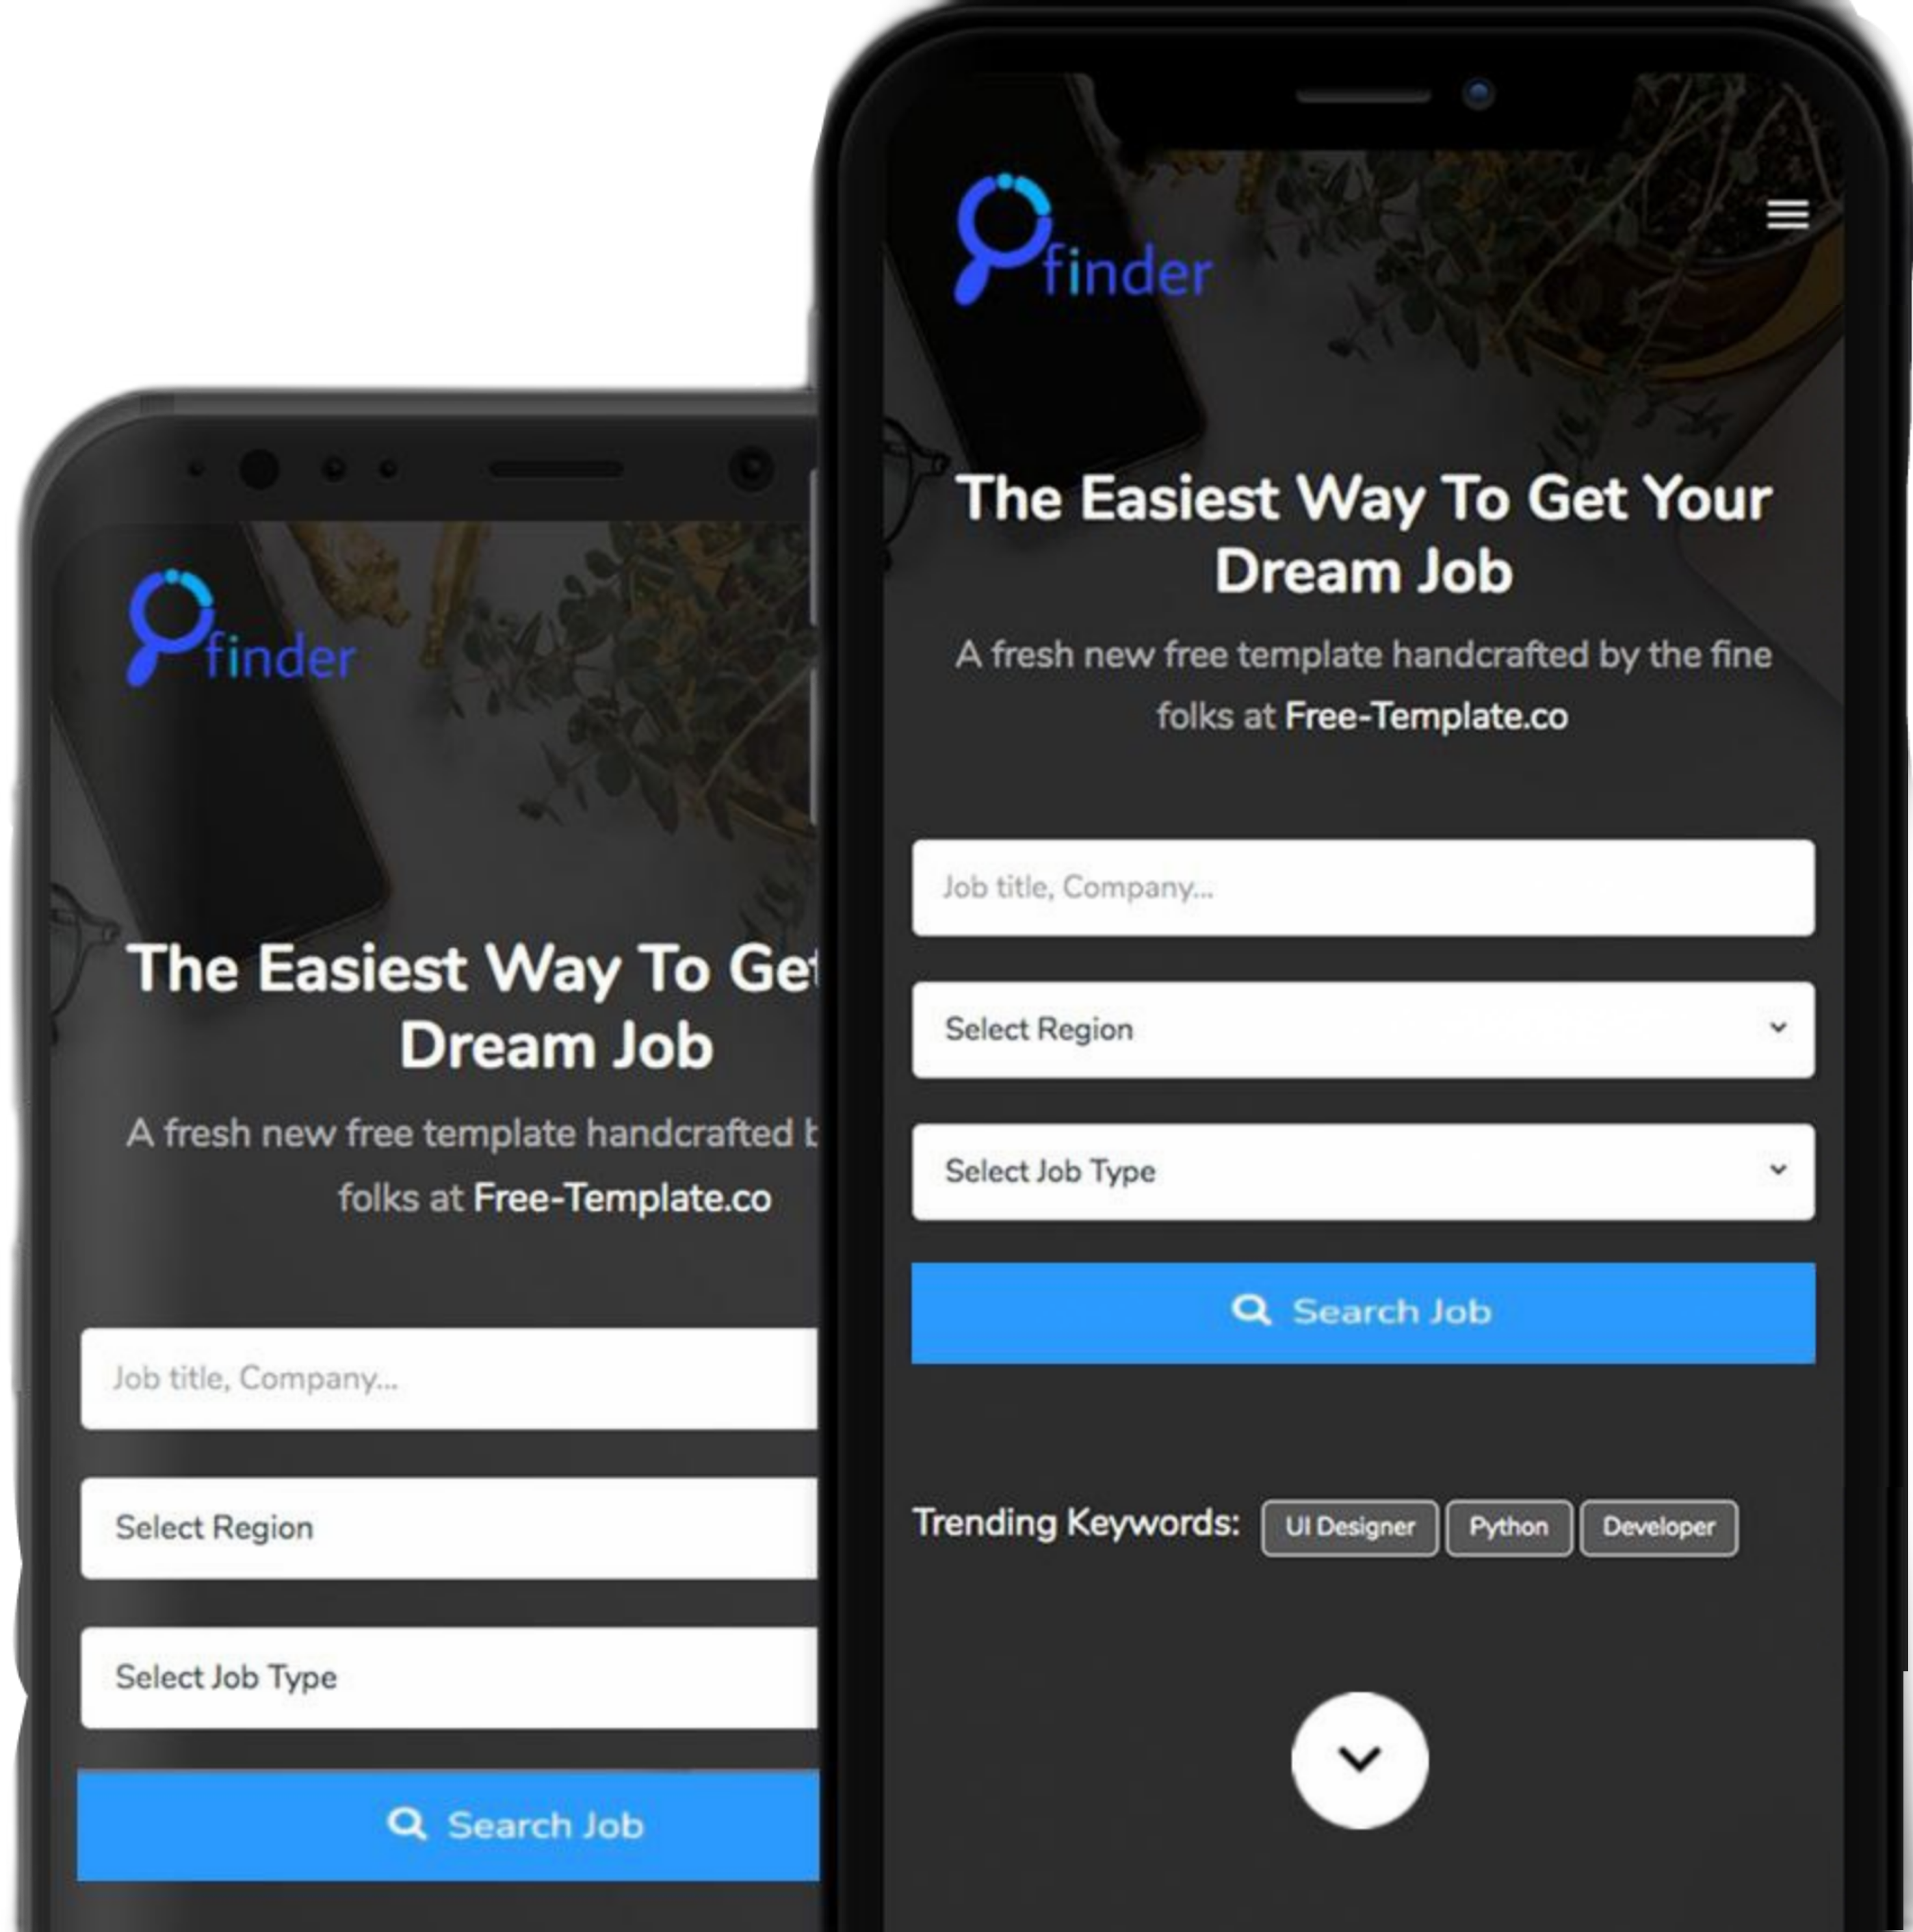 finder
The Easiest Way To Get Your
Dream Job
A fresh new free template handcrafted by the fine
folks at Free-Template.co
Job title, Company...
Select Region
Select Job Type
Search Job
Trending Keywords: UI Designer Python Developer
finder
The Easiest Way To Get
Dream Job
A fresh new free template handcrafted
folks at Free-Template.co
Job title, Company...
Select Region
Select Job Type
Search Job